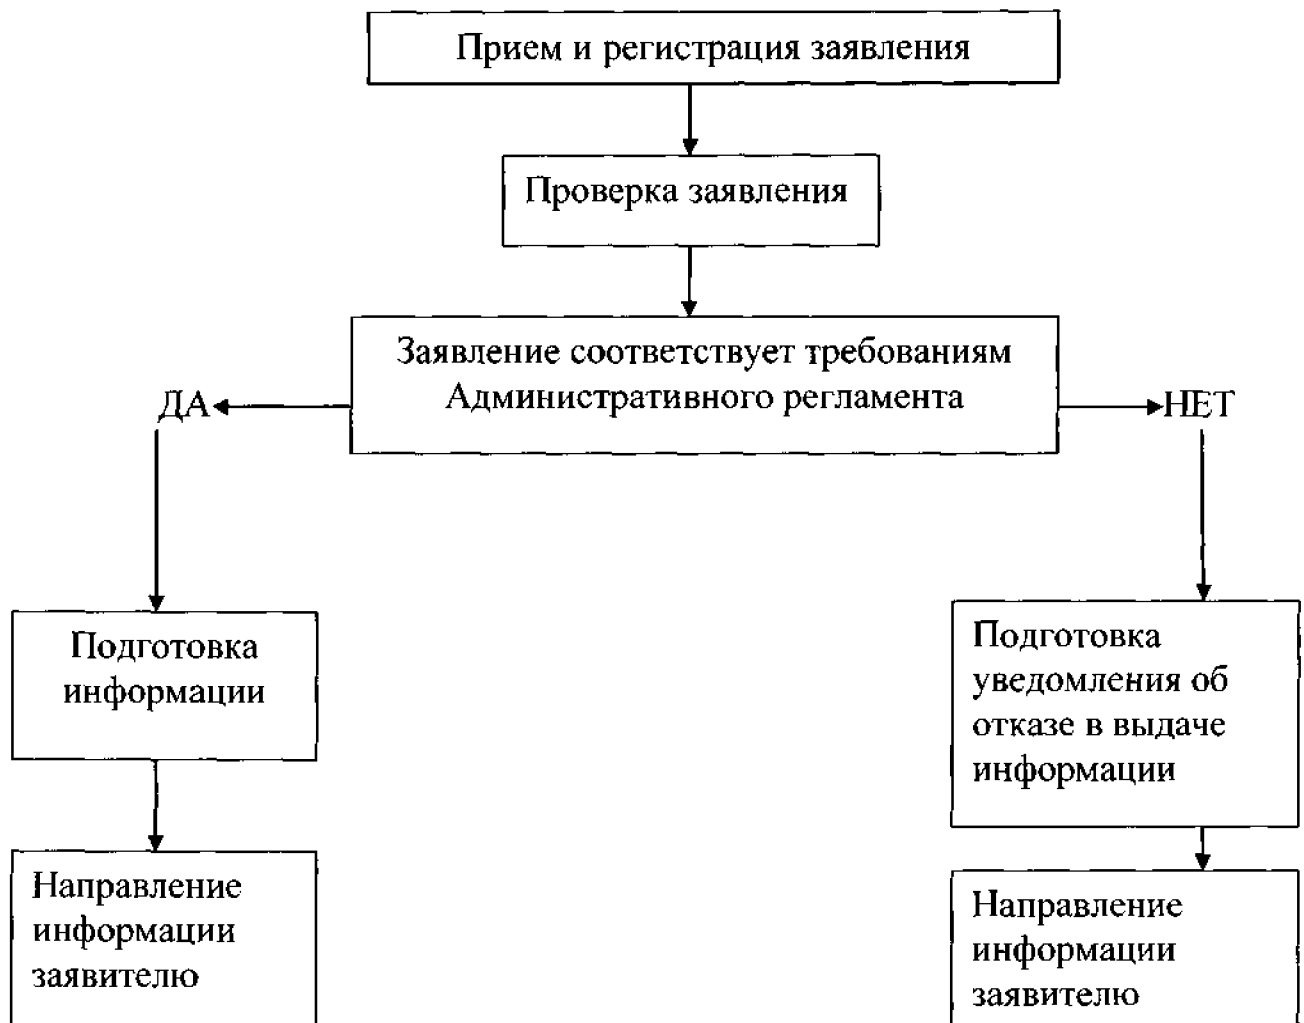 Прием и регистрация заявления
Проверка заявления
Заявление соответствует требованиям
Административного регламента
ДА
НЕТ
Подготовка
информации
Подготовка
уведомления об
отказе в выдаче
информации
Направление
информации
заявителю
Направление
информации
заявителю